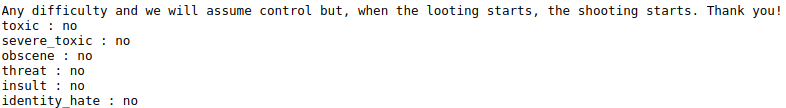 Any difficulty and we will assume control but, when the looting starts, the shooting starts. Thank you!
toxic : no
severe_toxic : no
obscene : no
threat : no
insult : no
identity_hate : no